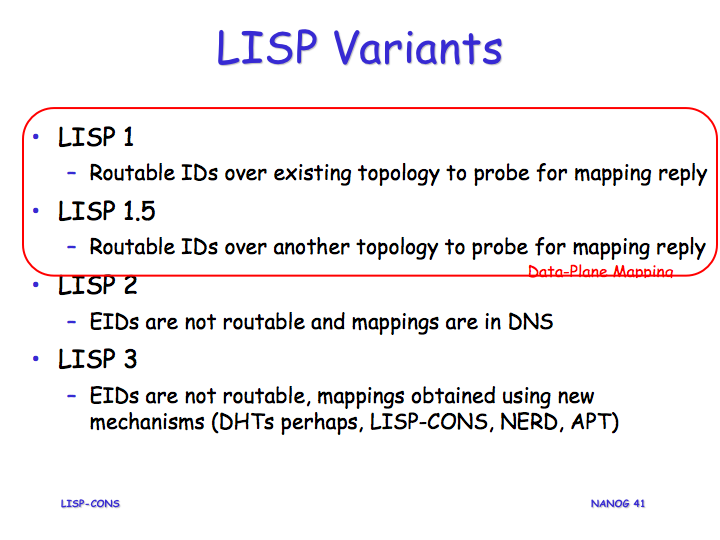 LISP Variants
• LISP 1
– Routable IDs over existing topology to probe for mapping reply
• LISP 1.5
– Routable IDs over another topology to probe for mapping reply
Data-Plane Mapping
• LISP 2
– EIDs are not routable and mappings are in DNS
• LISP 3
– EIDs are not routable, mappings obtained using new
mechanisms (DHTs perhaps, LISP-CONS, NERD, APT)
LISP-CONS NANOG 41